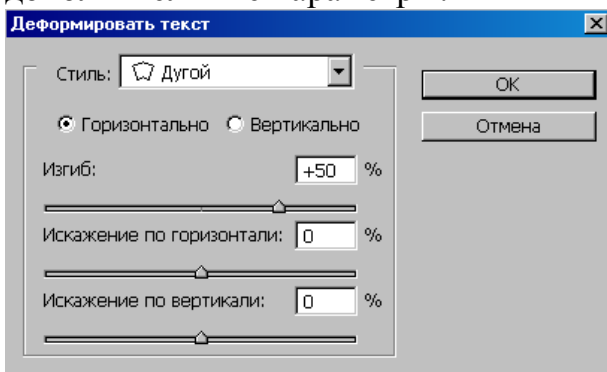 Деформировать текст
Стиль: Дугой
OK
Горизонтально Вертикально
Отмена
Изгиб: +50 %
Искажение по горизонтали: 0 %
Искажение по вертикали: 0 %